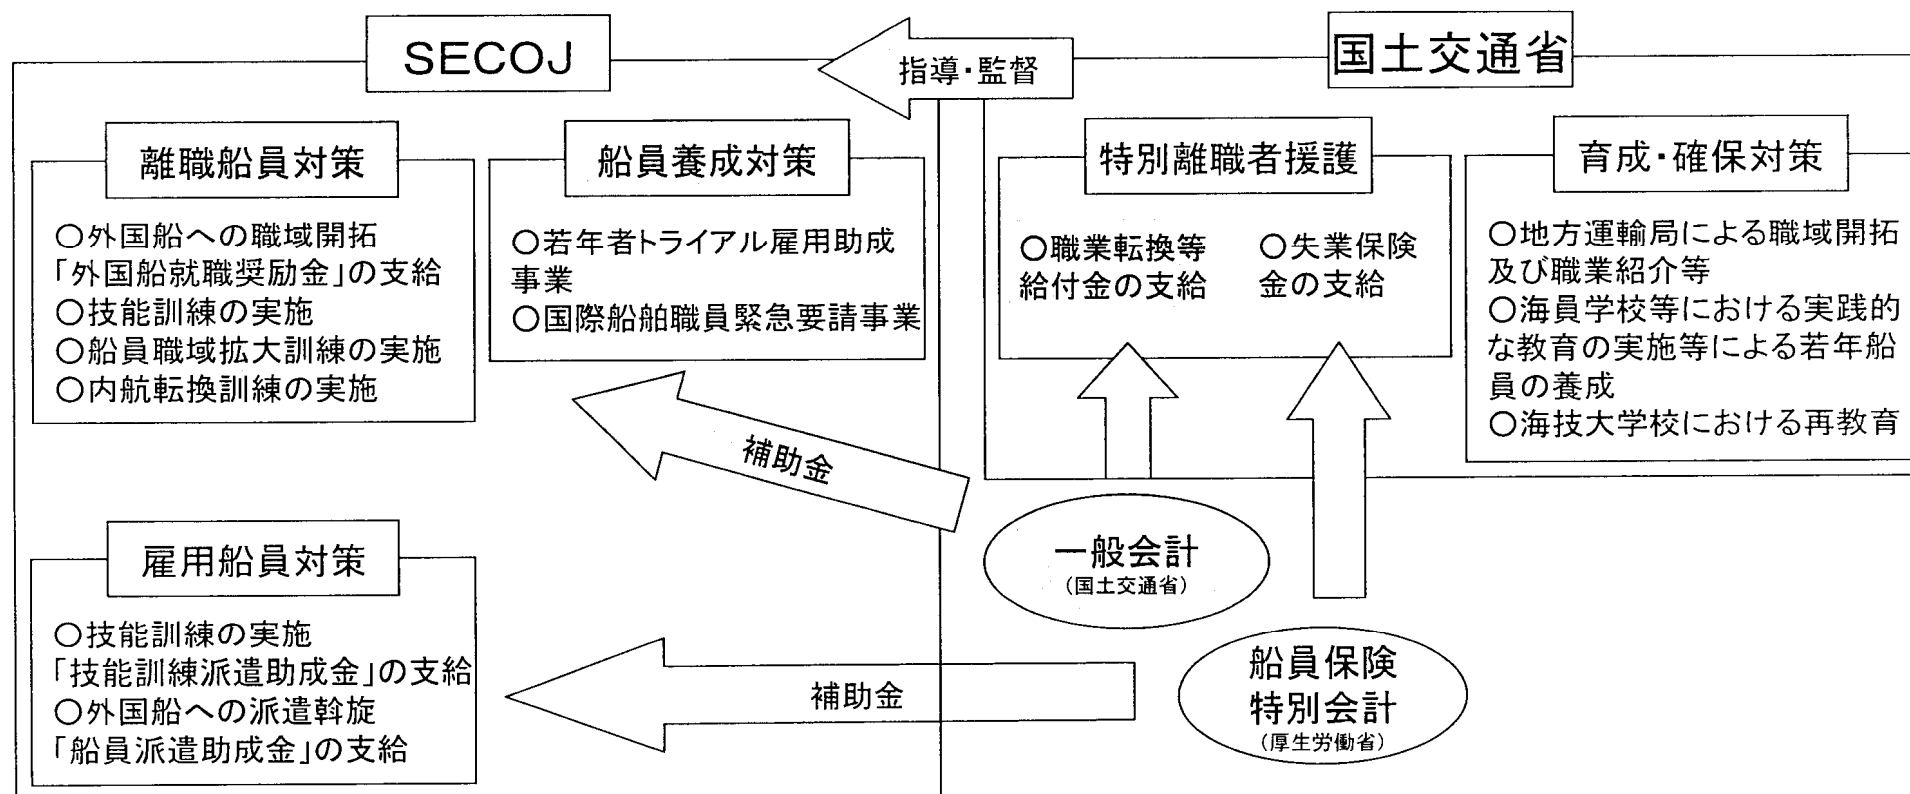 SECOJ
指導・監督
国土交通省
離職船員対策
○外国船への職域開拓
「外国船就職奨励金」の支給
○技能訓練の実施
○船員職域拡大訓練の実施
○内航転換訓練の実施
船員養成対策
○若年者トライアル雇用助成
事業
○国際船舶職員緊急要請事業
特別離職者援護
○職業転換等
給付金の支給
○失業保険
金の支給
育成・確保対策
○地方運輸局による職域開拓
及び職業紹介等
○海員学校等における実践的
な教育の実施等による若年船
員の養成
○海技大学校における再教育
補助金
一般会計
（国土交通省）
雇用船員対策
○技能訓練の実施
「技能訓練派遣助成金」の支給
○外国船への派遣斡旋
「船員派遣助成金」の支給
補助金
船員保険
特別会計
（厚生労働省）